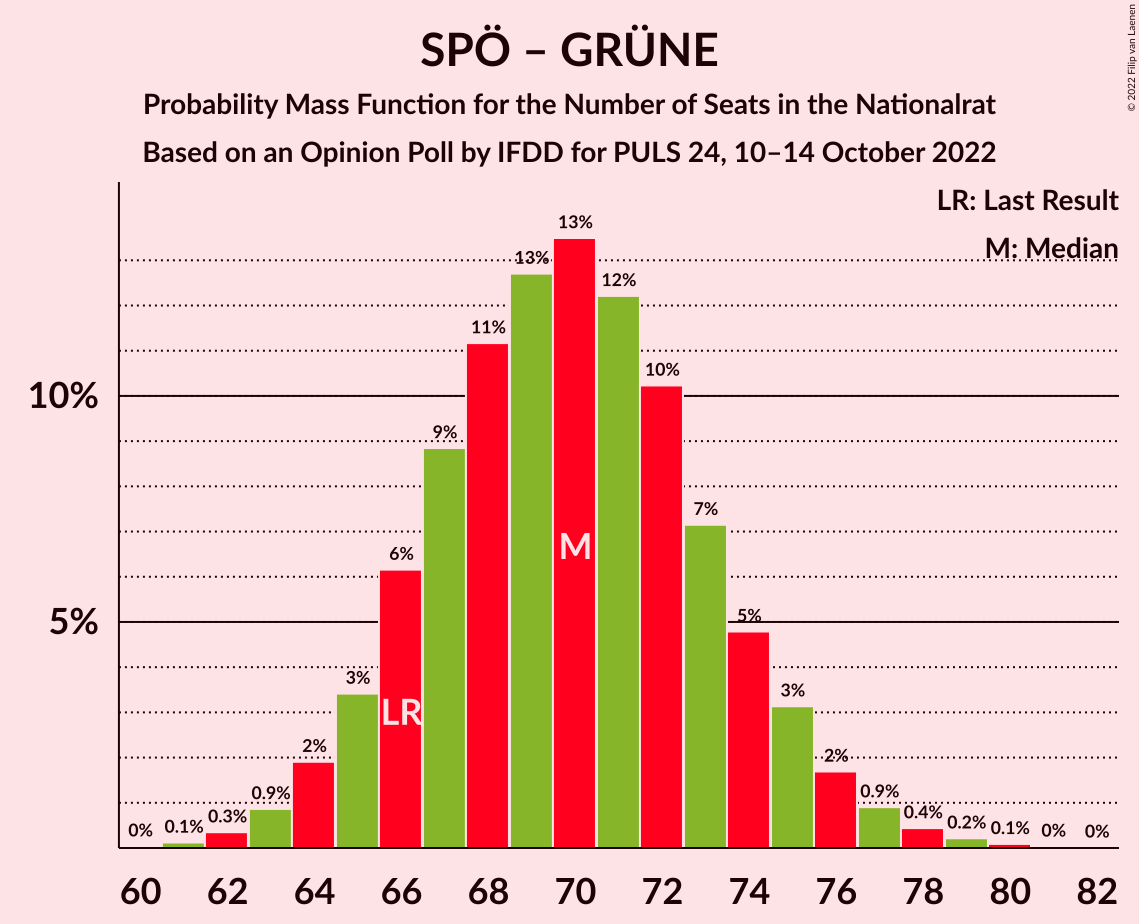 SPÖ – GRÜNE
Probability Mass Function for the Number of Seats in the Nationalrat
Based on an Opinion Poll by IFDD for PULS 24, 10–14 October 2022
© 2022 Filip van Laenen
LR: Last Result
M: Median
10%
5%
0%
0.1%
0.3%
0.9%
2%
3%
6%
9%
11%
13%
13%
12%
10%
7%
5%
3%
2%
0.9%
0.4%
0.2%
0.1%
0%
0%
LR
M
60 62 64 66 68 70 72 74 76 78 80 82